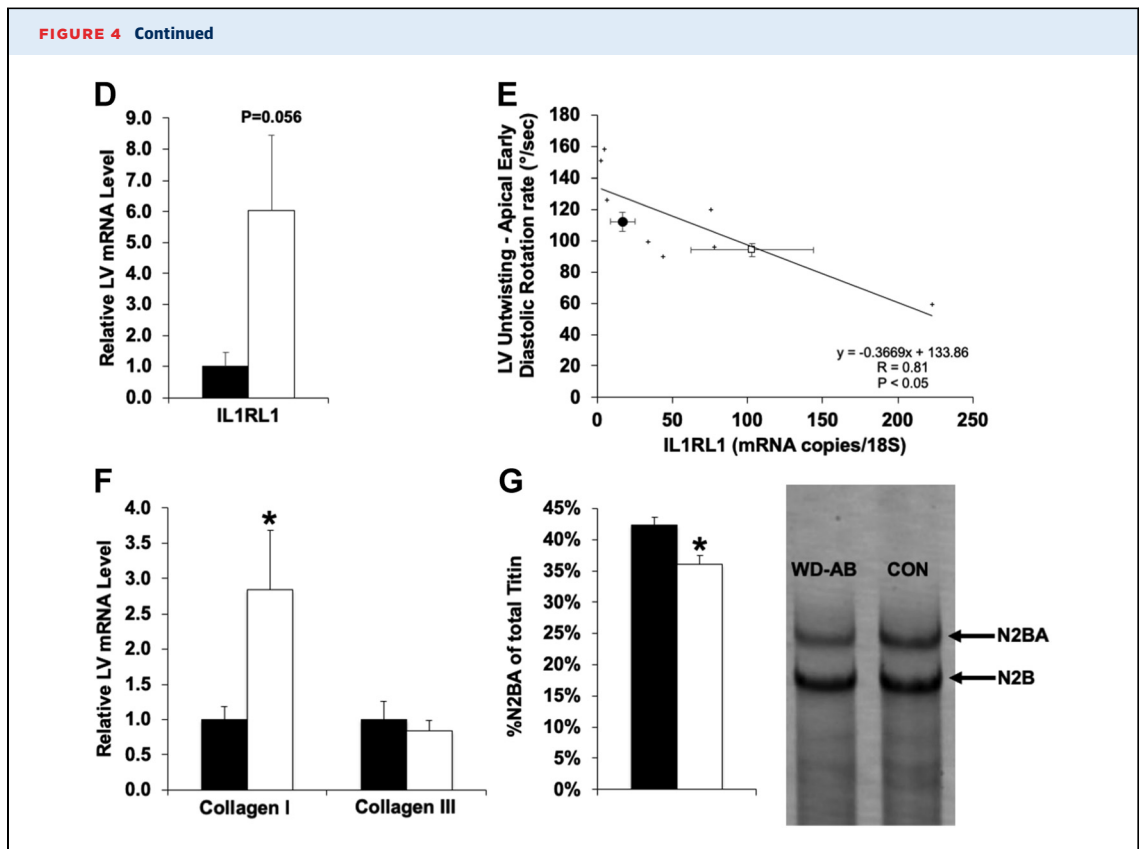 FIGURE 4 Continued
D
Relative LV mRNA Level
9.0
8.0
7.0
6.0
5.0
4.0
3.0
2.0
1.0
0.0
P=0.056
IL1RL1
E
LV Untwisting - Apical Early
Diastolic Rotation rate (°/sec)
180
160
140
120
100
80
60
40
20
0
y = -0.3669x + 133.86
R = 0.81
P < 0.05
0 50 100 150 200 250
IL1RL1 (mRNA copies/18S)
F
Relative LV mRNA Level
4.0
3.5
3.0
2.5
2.0
1.5
1.0
0.5
0.0
*
Collagen I Collagen III
G
%N2BA of total Titin
45%
40%
35%
30%
25%
20%
15%
10%
5%
0%
*
WD-AB CON
N2BA
N2B